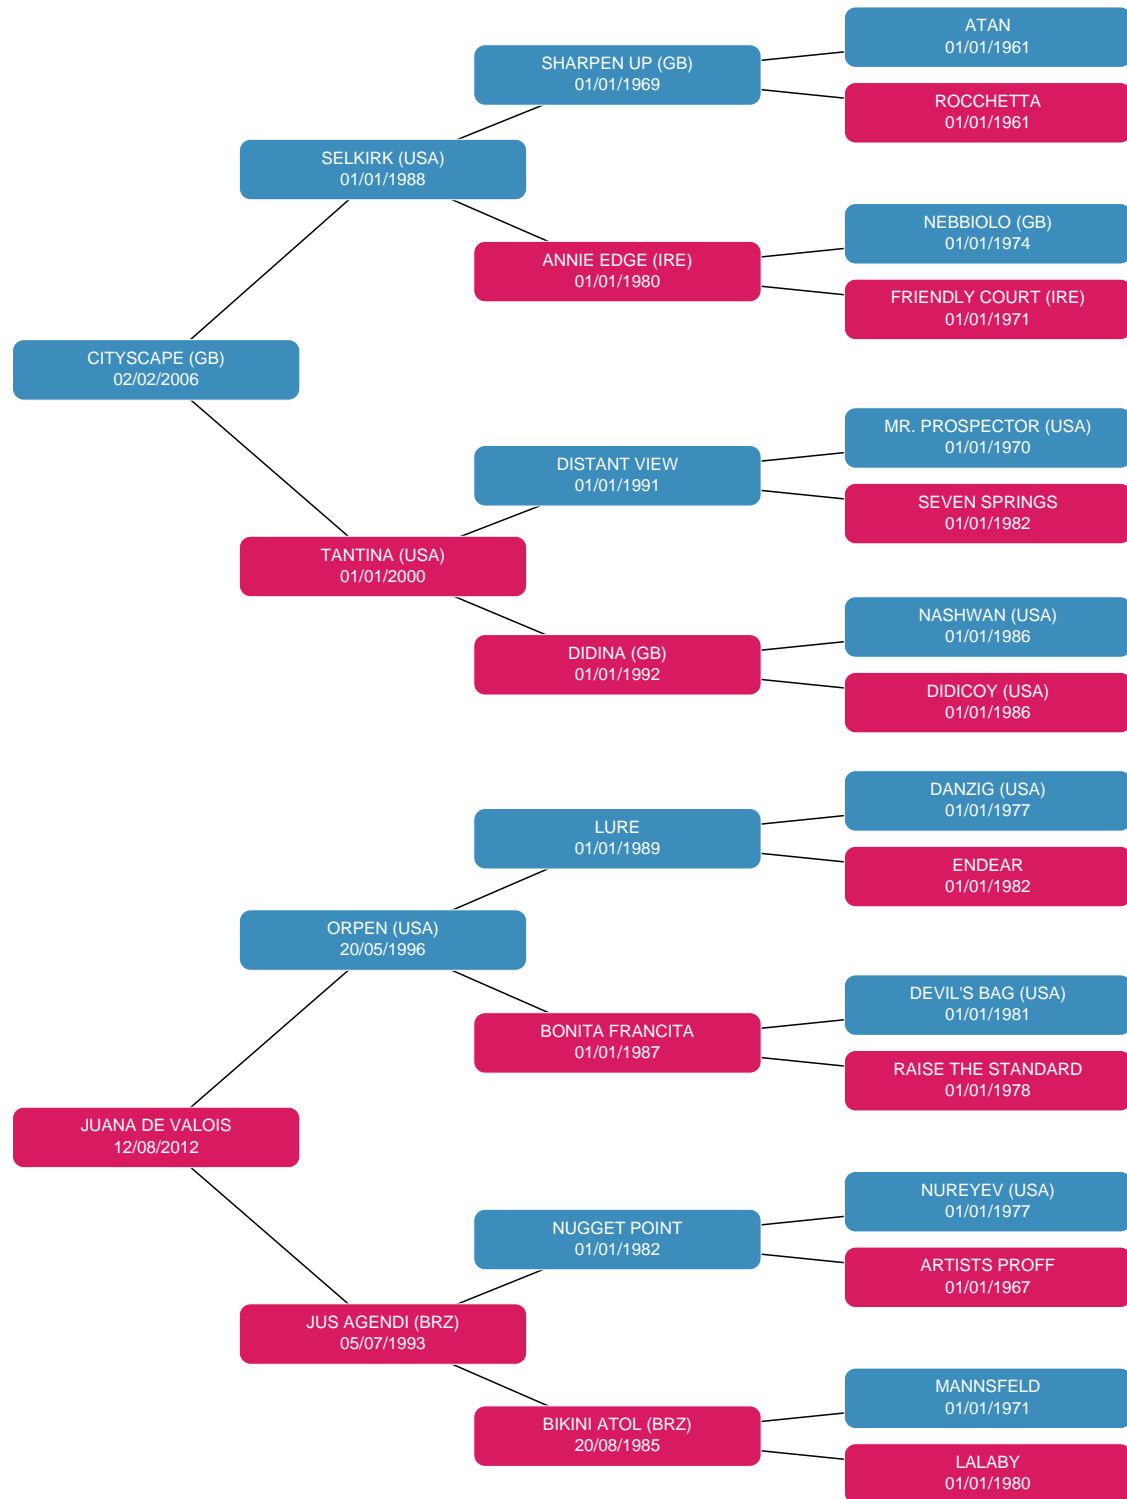 ATAN
01/01/1961
SHARPEN UP (GB)
01/01/1969
ROCCHETTA
01/01/1961
SELKIRK (USA)
01/01/1988
NEBBIOLO (GB)
01/01/1974
ANNIE EDGE (IRE)
01/01/1980
FRIENDLY COURT (IRE)
01/01/1971
CITYSCAPE (GB)
02/02/2006
MR. PROSPECTOR (USA)
01/01/1970
DISTANT VIEW
01/01/1991
SEVEN SPRINGS
01/01/1982
TANTINA (USA)
01/01/2000
NASHWAN (USA)
01/01/1986
DIDINA (GB)
01/01/1992
DIDICOY (USA)
01/01/1986
DANZIG (USA)
01/01/1977
LURE
01/01/1989
ENDEAR
01/01/1982
ORPEN (USA)
20/05/1996
DEVIL'S BAG (USA)
01/01/1981
BONITA FRANCITA
01/01/1987
RAISE THE STANDARD
01/01/1978
JUANA DE VALOIS
12/08/2012
NUREYEV (USA)
01/01/1977
NUGGET POINT
01/01/1982
ARTISTS PROFF
01/01/1967
JUS AGENDI (BRZ)
05/07/1993
MANNSFELD
01/01/1971
BIKINI ATOL (BRZ)
20/08/1985
LALABY
01/01/1980